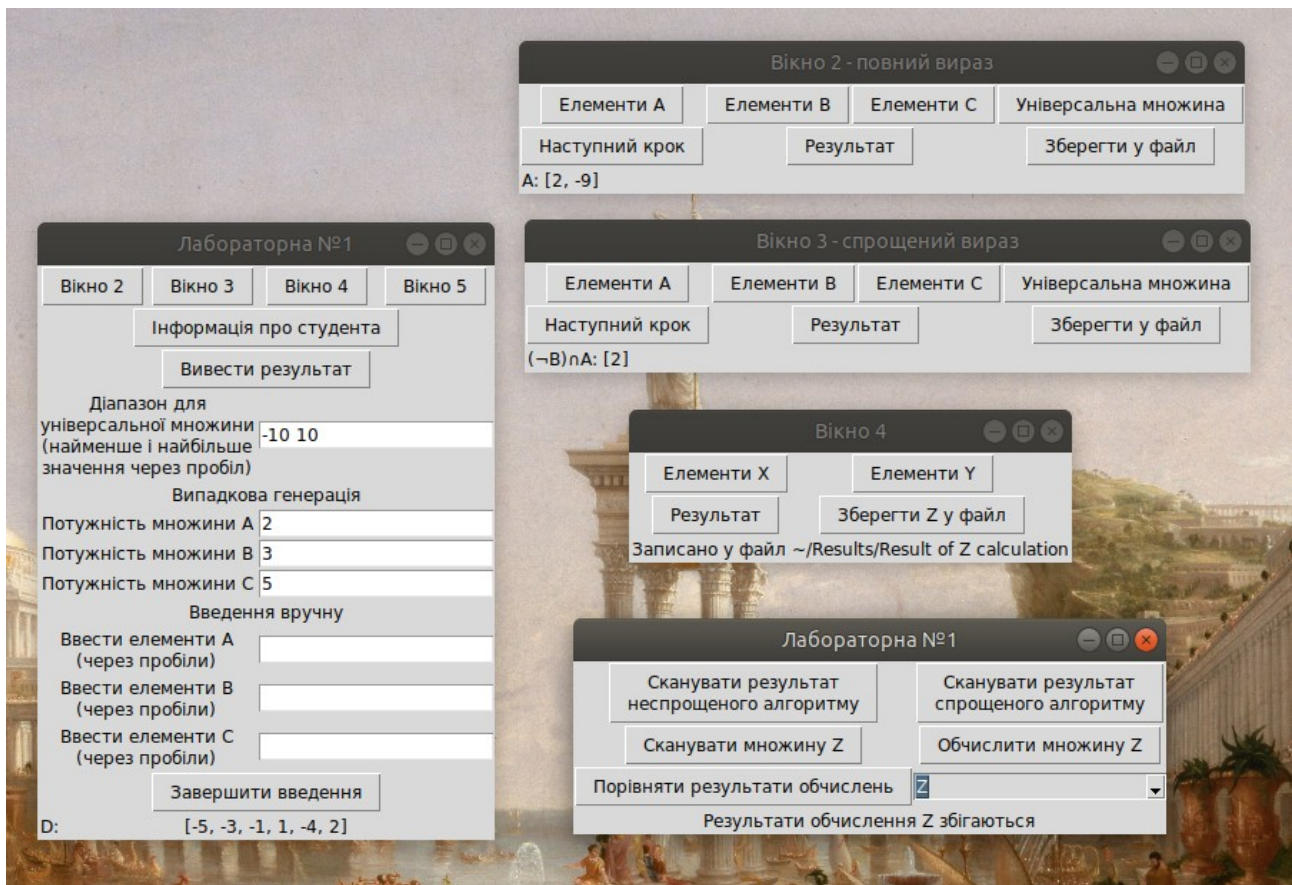 Вікно 2 - повний вираз
Елементи A Елементи B Елементи C Універсальна множина
Наступний крок Результат Зберегти у файл
A: [2, -9]
Лабораторна №1
Вікно 2 Вікно 3 Вікно 4 Вікно 5
Інформація про студента
Вивести результат
Діапазон для
універсальної множини
(найменше і найбільше
значення через пробіл)
-10 10
Випадкова генерація
Потужність множини A 2
Потужність множини B 3
Потужність множини C 5
Введення вручну
Ввести елементи A
(через пробіли)
Ввести елементи B
(через пробіли)
Ввести елементи C
(через пробіли)
Завершити введення
D: [-5, -3, -1, 1, -4, 2]
Вікно 3 - спрощений вираз
Елементи A Елементи B Елементи C Універсальна множина
Наступний крок Результат Зберегти у файл
(¬B)∩A: [2]
Вікно 4
Елементи X Елементи Y
Результат Зберегти Z у файл
Записано у файл ~/Results/Result of Z calculation
Лабораторна №1
Сканувати результат
неспрощеного алгоритму
Сканувати результат
спрощеного алгоритму
Сканувати множину Z Обчислити множину Z
Порівняти результати обчислень Z
Результати обчислення Z збігаються